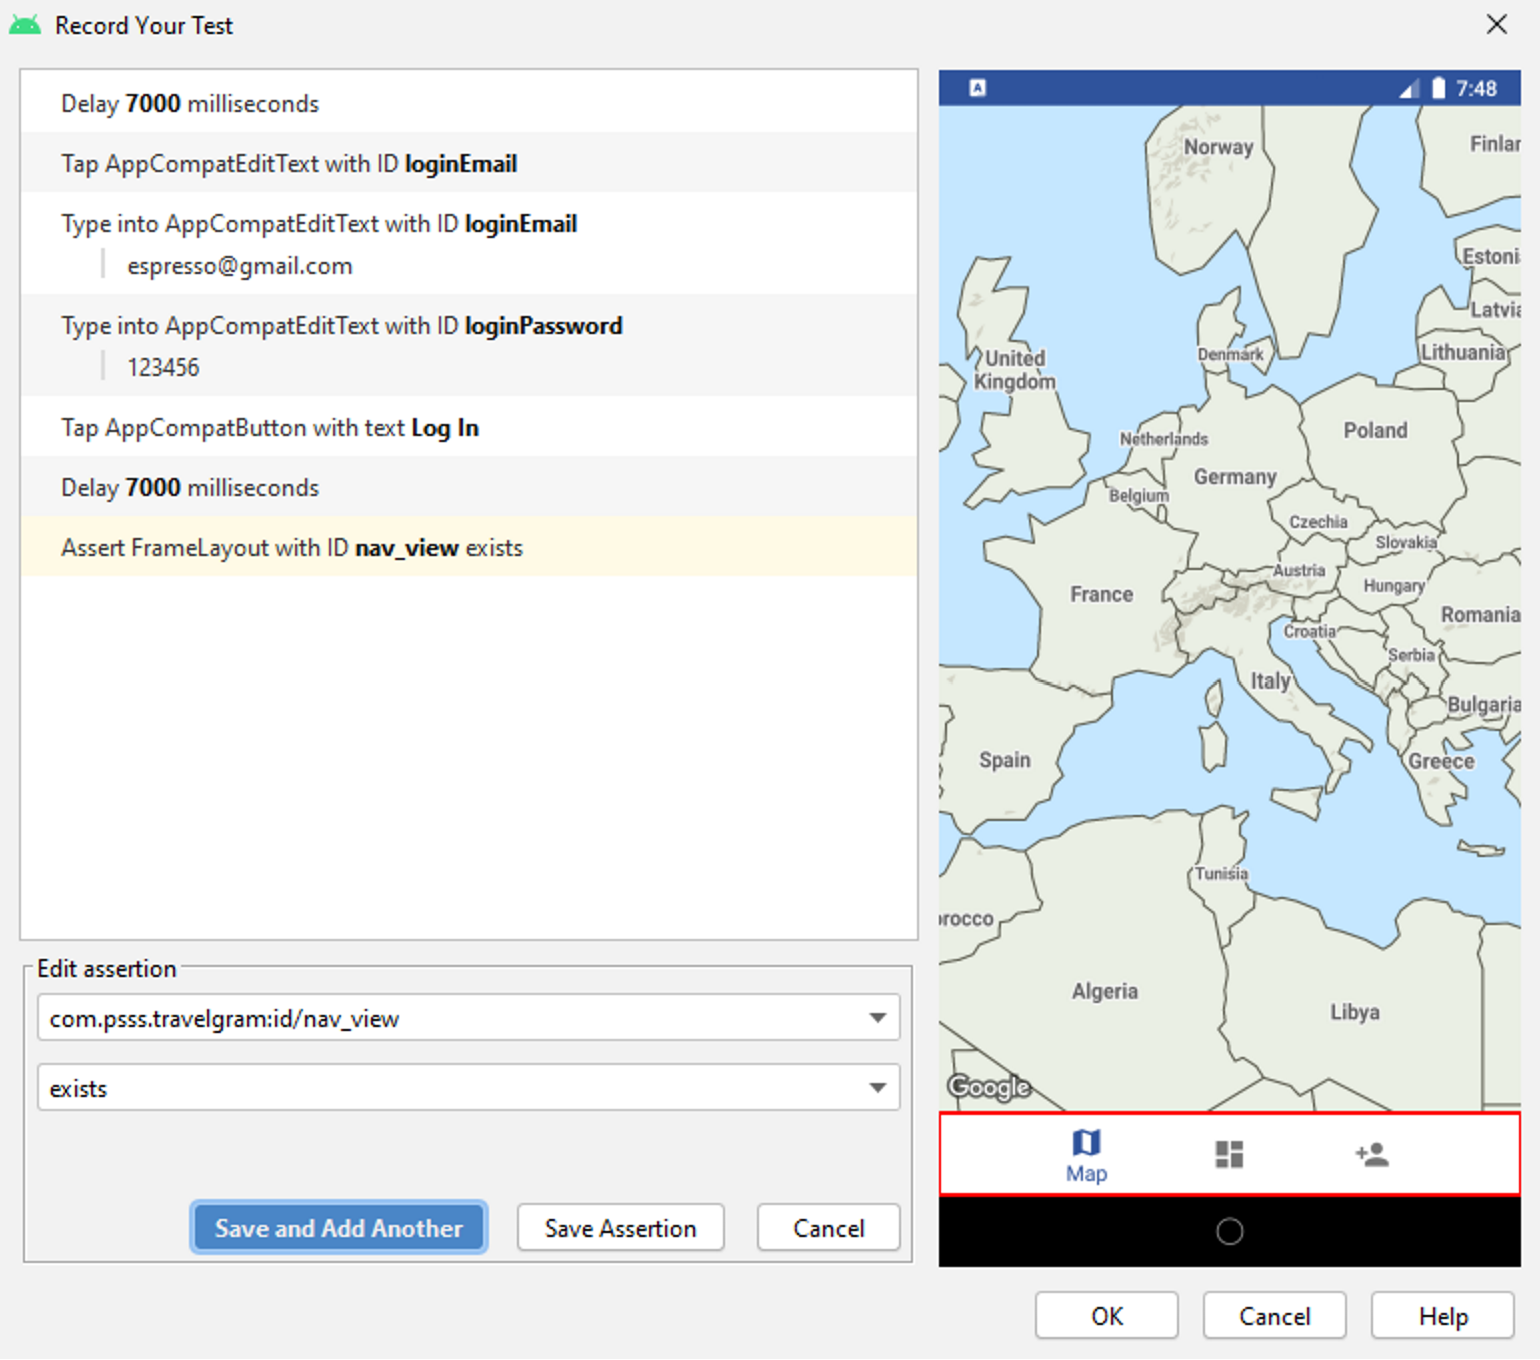 Record Your Test
Delay 7000 milliseconds
Tap AppCompatEditText with ID loginEmail
Type into AppCompatEditText with ID loginEmail
espresso@gmail.com
Type into AppCompatEditText with ID loginPassword
123456
Tap AppCompatButton with text Log In
Delay 7000 milliseconds
Assert FrameLayout with ID nav_view exists
Edit assertion
com.psss.travelgram:id/nav_view
exists
Save and Add Another
Save Assertion
Cancel
A
7:48
Norway
Finlan
Estoni
Latvia
Lithuania
Denmark
United
Kingdom
Netherlands
Poland
Germany
Belgium
Czechia
Slovakia
Austria
Hungary
France
Romania
Croatia
Serbia
Italy
Bulgaria
Spain
Greece
Tunisia
orocco
Algeria
Libya
Google
Map
OK
Cancel
Help